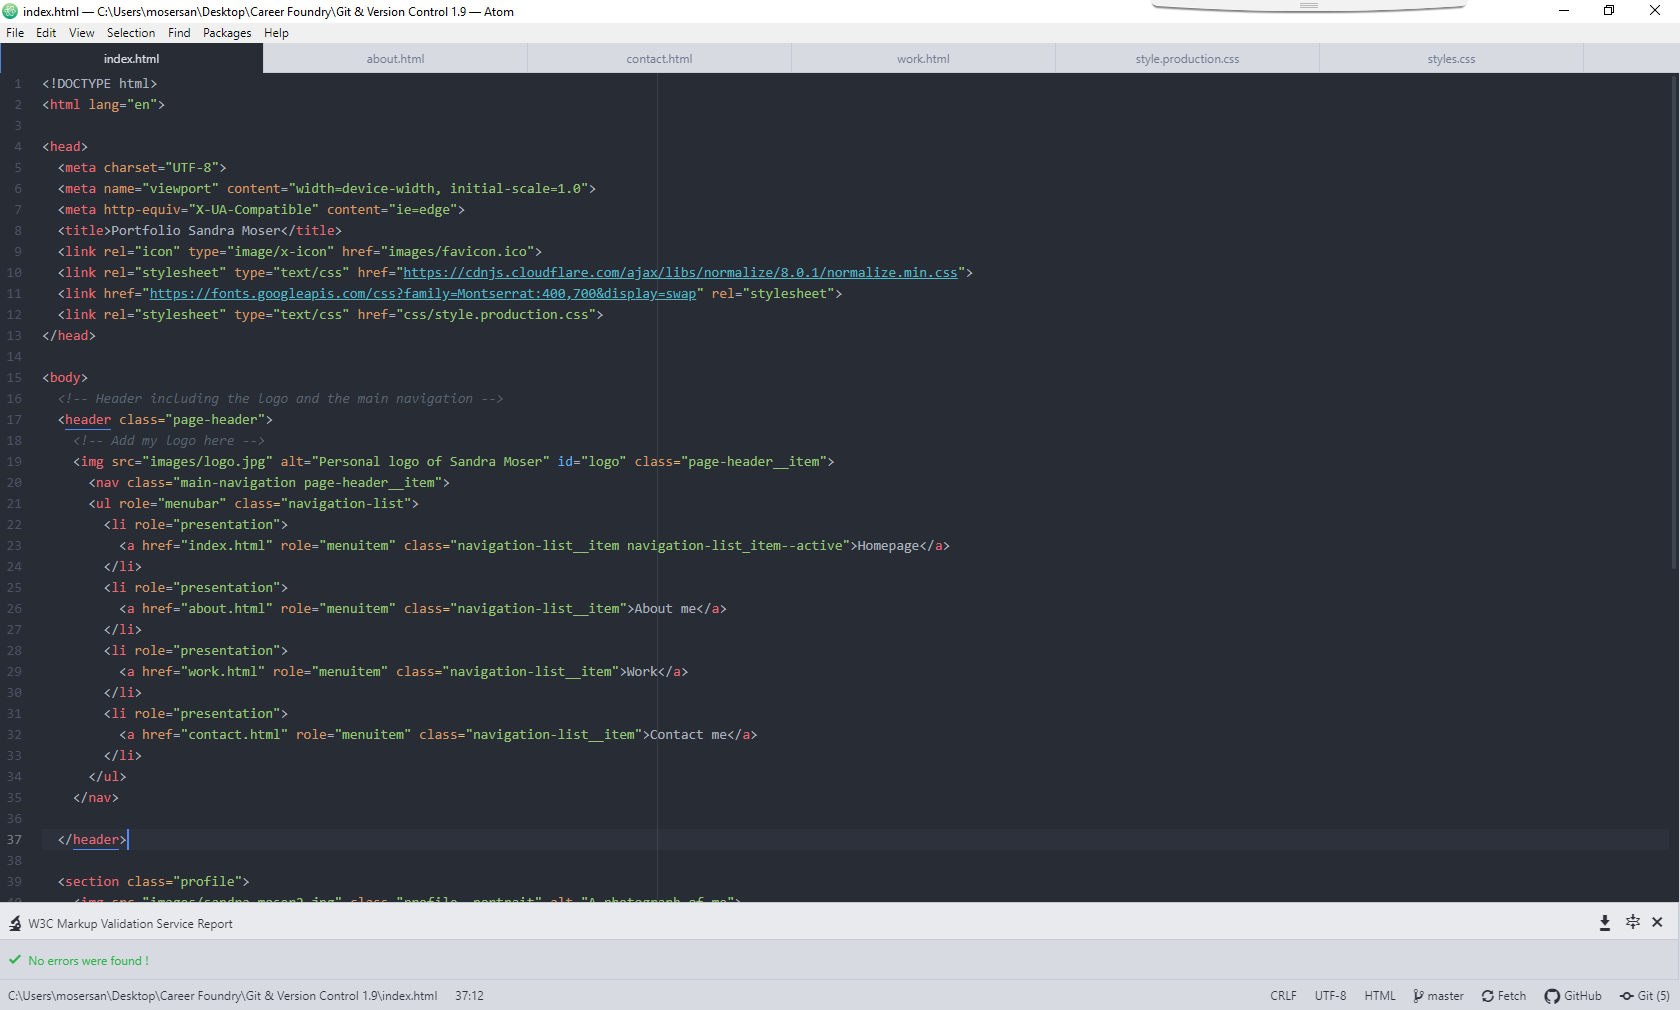 index.html — C:\Users\mosersan\Desktop\Career Foundry\Git & Version Control 1.9 — Atom
File Edit View Selection Find Packages Help
index.html about.html contact.html work.html style.production.css styles.css
1 <!DOCTYPE html>
2 <html lang="en">
3
4 <head>
5 <meta charset="UTF-8">
6 <meta name="viewport" content="width=device-width, initial-scale=1.0">
7 <meta http-equiv="X-UA-Compatible" content="ie=edge">
8 <title>Portfolio Sandra Moser</title>
9 <link rel="icon" type="image/x-icon" href="images/favicon.ico">
10 <link rel="stylesheet" type="text/css" href="https://cdnjs.cloudflare.com/ajax/libs/normalize/8.0.1/normalize.min.css">
11 <link href="https://fonts.googleapis.com/css?family=Montserrat:400,700&display=swap" rel="stylesheet">
12 <link rel="stylesheet" type="text/css" href="css/style.production.css">
13 </head>
14
15 <body>
16 <!-- Header including the logo and the main navigation -->
17 <header class="page-header">
18 <!-- Add my logo here -->
19 <img src="images/logo.jpg" alt="Personal logo of Sandra Moser" id="logo" class="page-header__item">
20 <nav class="main-navigation page-header__item">
21 <ul role="menubar" class="navigation-list">
22 <li role="presentation">
23 <a href="index.html" role="menuitem" class="navigation-list__item navigation-list_item--active">Homepage</a>
24 </li>
25 <li role="presentation">
26 <a href="about.html" role="menuitem" class="navigation-list__item">About me</a>
27 </li>
28 <li role="presentation">
29 <a href="work.html" role="menuitem" class="navigation-list__item">Work</a>
30 </li>
31 <li role="presentation">
32 <a href="contact.html" role="menuitem" class="navigation-list__item">Contact me</a>
33 </li>
34 </ul>
35 </nav>
36
37 </header>
38
39 <section class="profile">
40 <img src="images/sandra-moser2.jpg" class="profile__portrait" alt="A photograph of me">
W3C Markup Validation Service Report
No errors were found !
C:\Users\mosersan\Desktop\Career Foundry\Git & Version Control 1.9\index.html 37:12 CRLF UTF-8 HTML master Fetch GitHub Git (5)